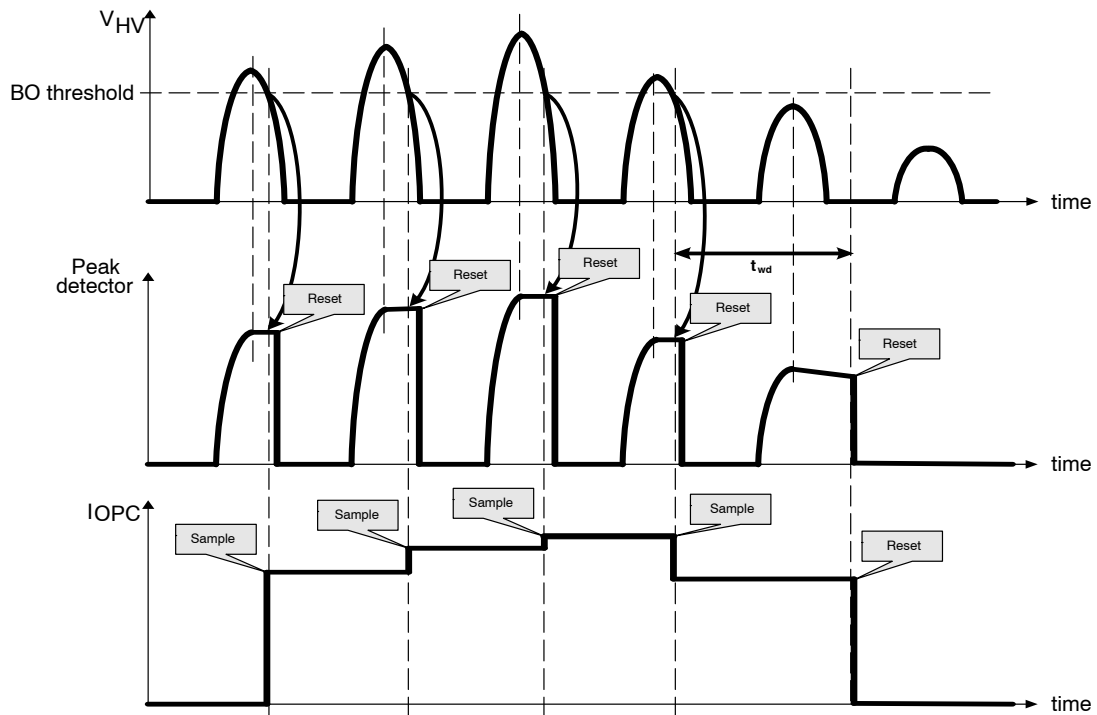 VHV
BO threshold
time
Peak
detector
Reset
Reset
Reset
Reset
twd
Reset
time
IOPC
Sample
Sample
Sample
Sample
Reset
time